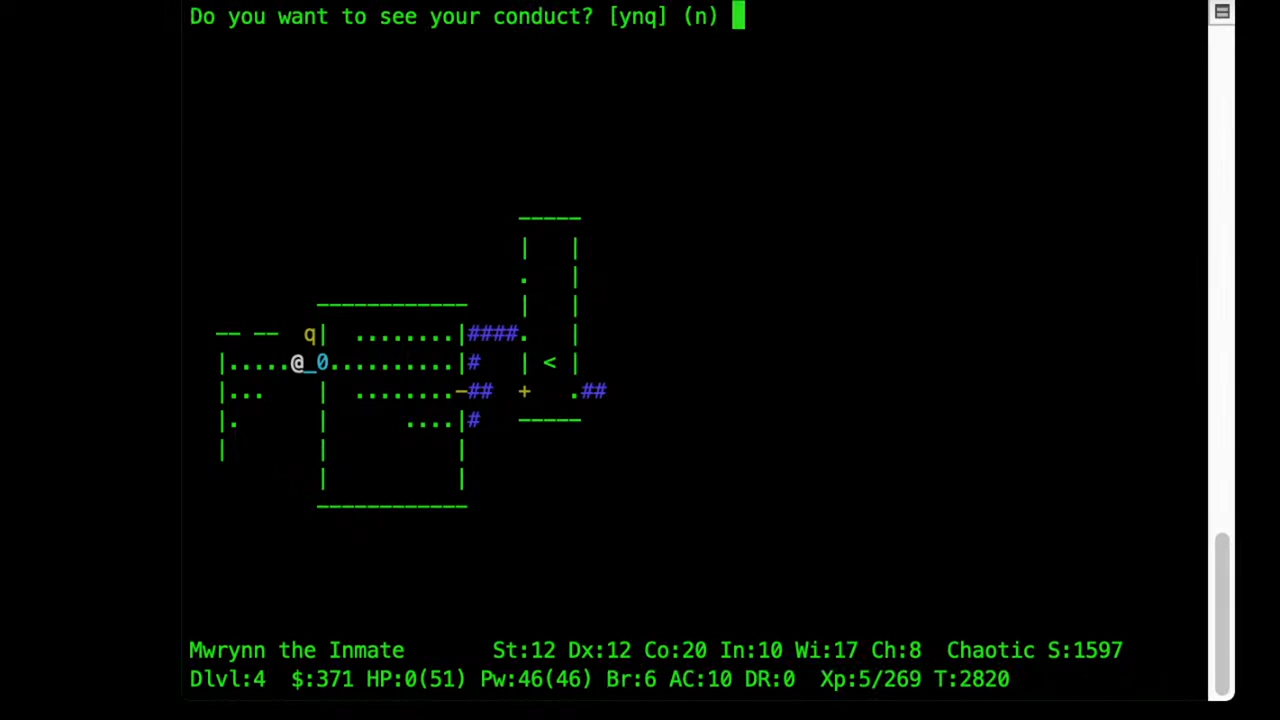 Do you want to see your conduct? [ynq] (n)
-----
| |
. |
------------ | |
-- -- q| ........|####. |
|.....@_0..........|# | < |
|... | ........-## + .##
|. | ....|# -----
| | |
| |
------------
Mwrynn the Inmate St:12 Dx:12 Co:20 In:10 Wi:17 Ch:8 Chaotic S:1597
Dlvl:4 $:371 HP:0(51) Pw:46(46) Br:6 AC:10 DR:0 Xp:5/269 T:2820